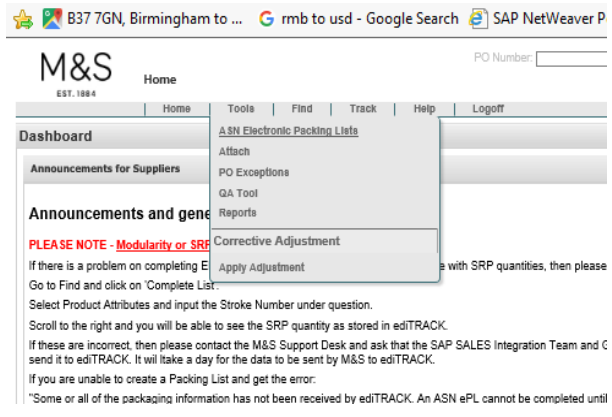 B37 7GN, Birmingham to ... rmb to usd - Google Search SAP NetWeaver P
M&S
EST. 1884
Home
PO Number:
Home Tools Find Track Help Logoff
Dashboard
ASN Electronic Packing Lists
Attach
PO Exceptions
QA Tool
Reports
Corrective Adjustment
Apply Adjustment
Announcements for Suppliers
Announcements and gene
PLEASE NOTE - Modularity or SRP
If there is a problem on completing E e with SRP quantities, then please
Go to Find and click on 'Complete List'.
Select Product Attributes and input the Stroke Number under question.
Scroll to the right and you will be able to see the SRP quantity as stored in ediTRACK.
If these are incorrect, then please contact the M&S Support Desk and ask that the SAP SALES Integration Team and G
send it to ediTRACK. It wil ltake a day for the data to be sent by M&S to ediTRACK.
If you are unable to create a Packing List and get the error:
"Some or all of the packaging information has not been received by ediTRACK. An ASN ePL cannot be completed until